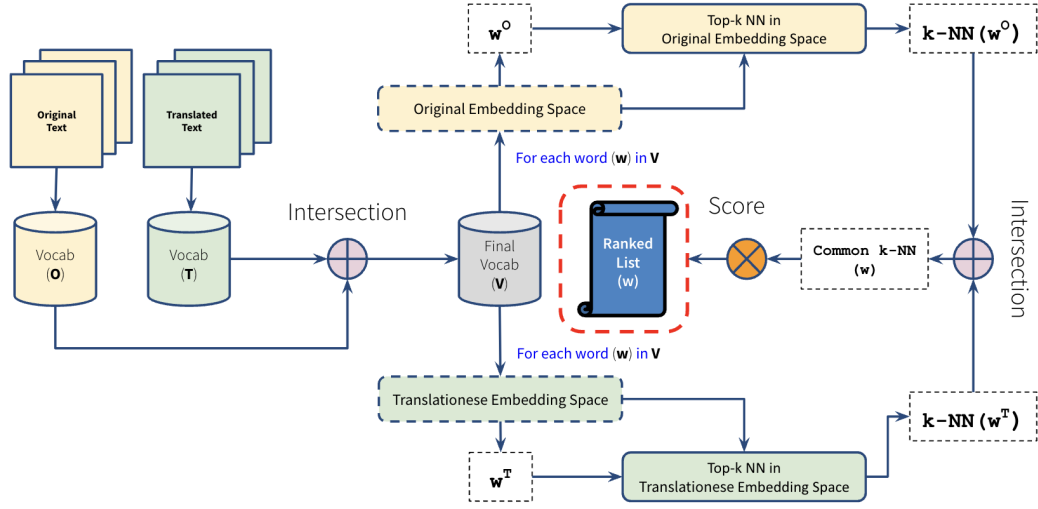 Original
Text
Translated
Text
Vocab
(O)
Vocab
(T)
Intersection
Final
Vocab
(V)
w^O
Top-k NN in
Original Embedding Space
k-NN(w^O)
Original Embedding Space
For each word (w) in V
Ranked
List
(w)
Score
Common k-NN
(w)
Intersection
For each word (w) in V
Translationese Embedding Space
w^T
Top-k NN in
Translationese Embedding Space
k-NN(w^T)